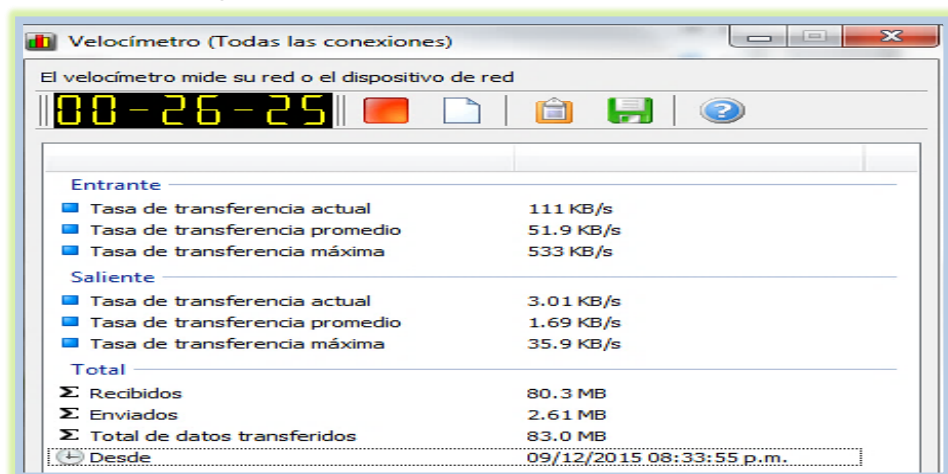 Velocímetro (Todas las conexiones)
El velocímetro mide su red o el dispositivo de red
00-26-25
Entrante
Tasa de transferencia actual 111 KB/s
Tasa de transferencia promedio 51.9 KB/s
Tasa de transferencia máxima 533 KB/s
Saliente
Tasa de transferencia actual 3.01 KB/s
Tasa de transferencia promedio 1.69 KB/s
Tasa de transferencia máxima 35.9 KB/s
Total
Σ Recibidos 80.3 MB
Σ Enviados 2.61 MB
Σ Total de datos transferidos 83.0 MB
Desde 09/12/2015 08:33:55 p.m.